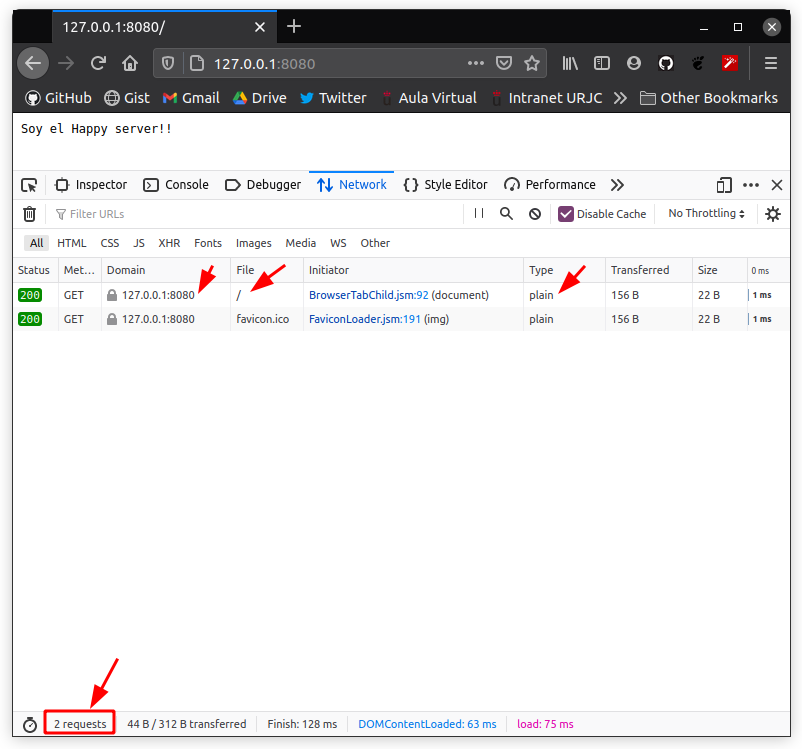 127.0.0.1:8080/
127.0.0.1:8080
GitHub Gist Gmail Drive Twitter Aula Virtual Intranet URJC Other Bookmarks
Soy el Happy server!!
Inspector Console Debugger Network Style Editor Performance
Filter URLs Disable Cache No Throttling
All HTML CSS JS XHR Fonts Images Media WS Other
Status Met... Domain File Initiator Type Transferred Size 0 ms
200 GET 127.0.0.1:8080 / BrowserTabChild.jsm:92 (document) plain 156 B 22 B 1 ms
200 GET 127.0.0.1:8080 favicon.ico FaviconLoader.jsm:191 (img) plain 156 B 22 B 1 ms
2 requests 44 B / 312 B transferred Finish: 128 ms DOMContentLoaded: 63 ms load: 75 ms